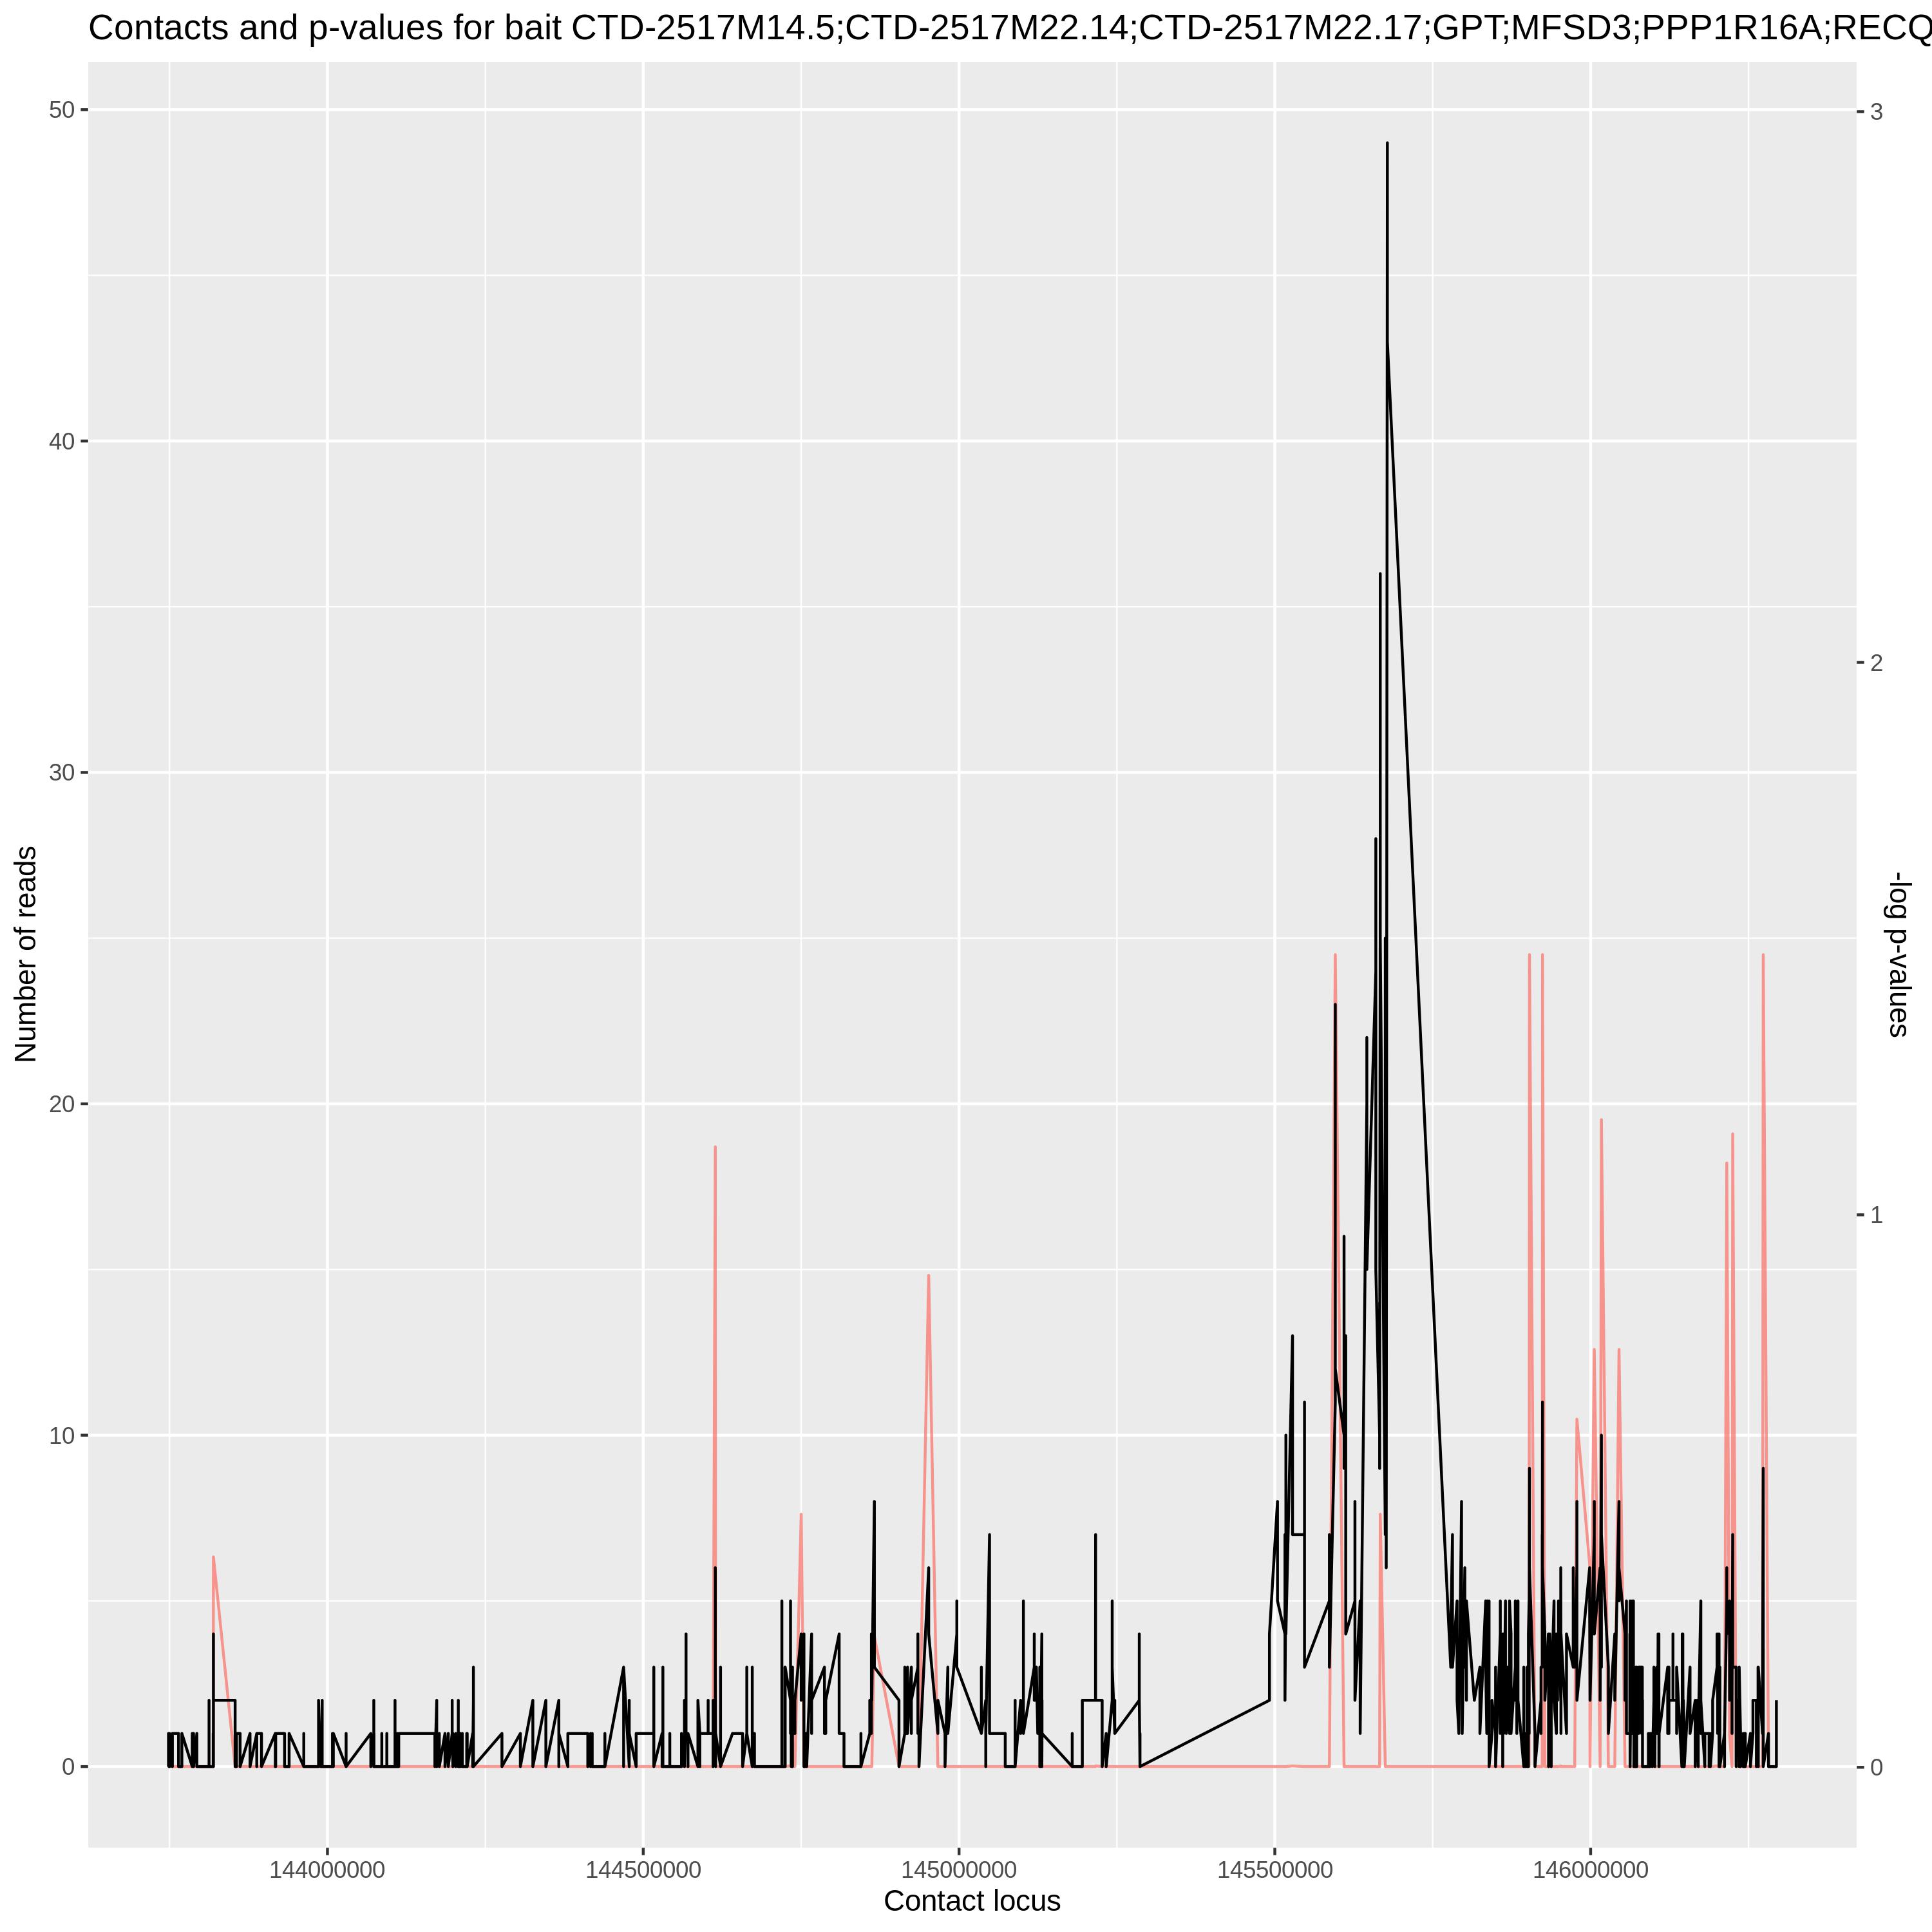 Contacts and p-values for bait CTD-2517M14.5;CTD-2517M22.14;CTD-2517M22.17;GPT;MFSD3;PPP1R16A;RECQ
50
40
30
20
10
0
Number of reads
3
2
1
0
-log p-values
144000000 144500000 145000000 145500000 146000000
Contact locus